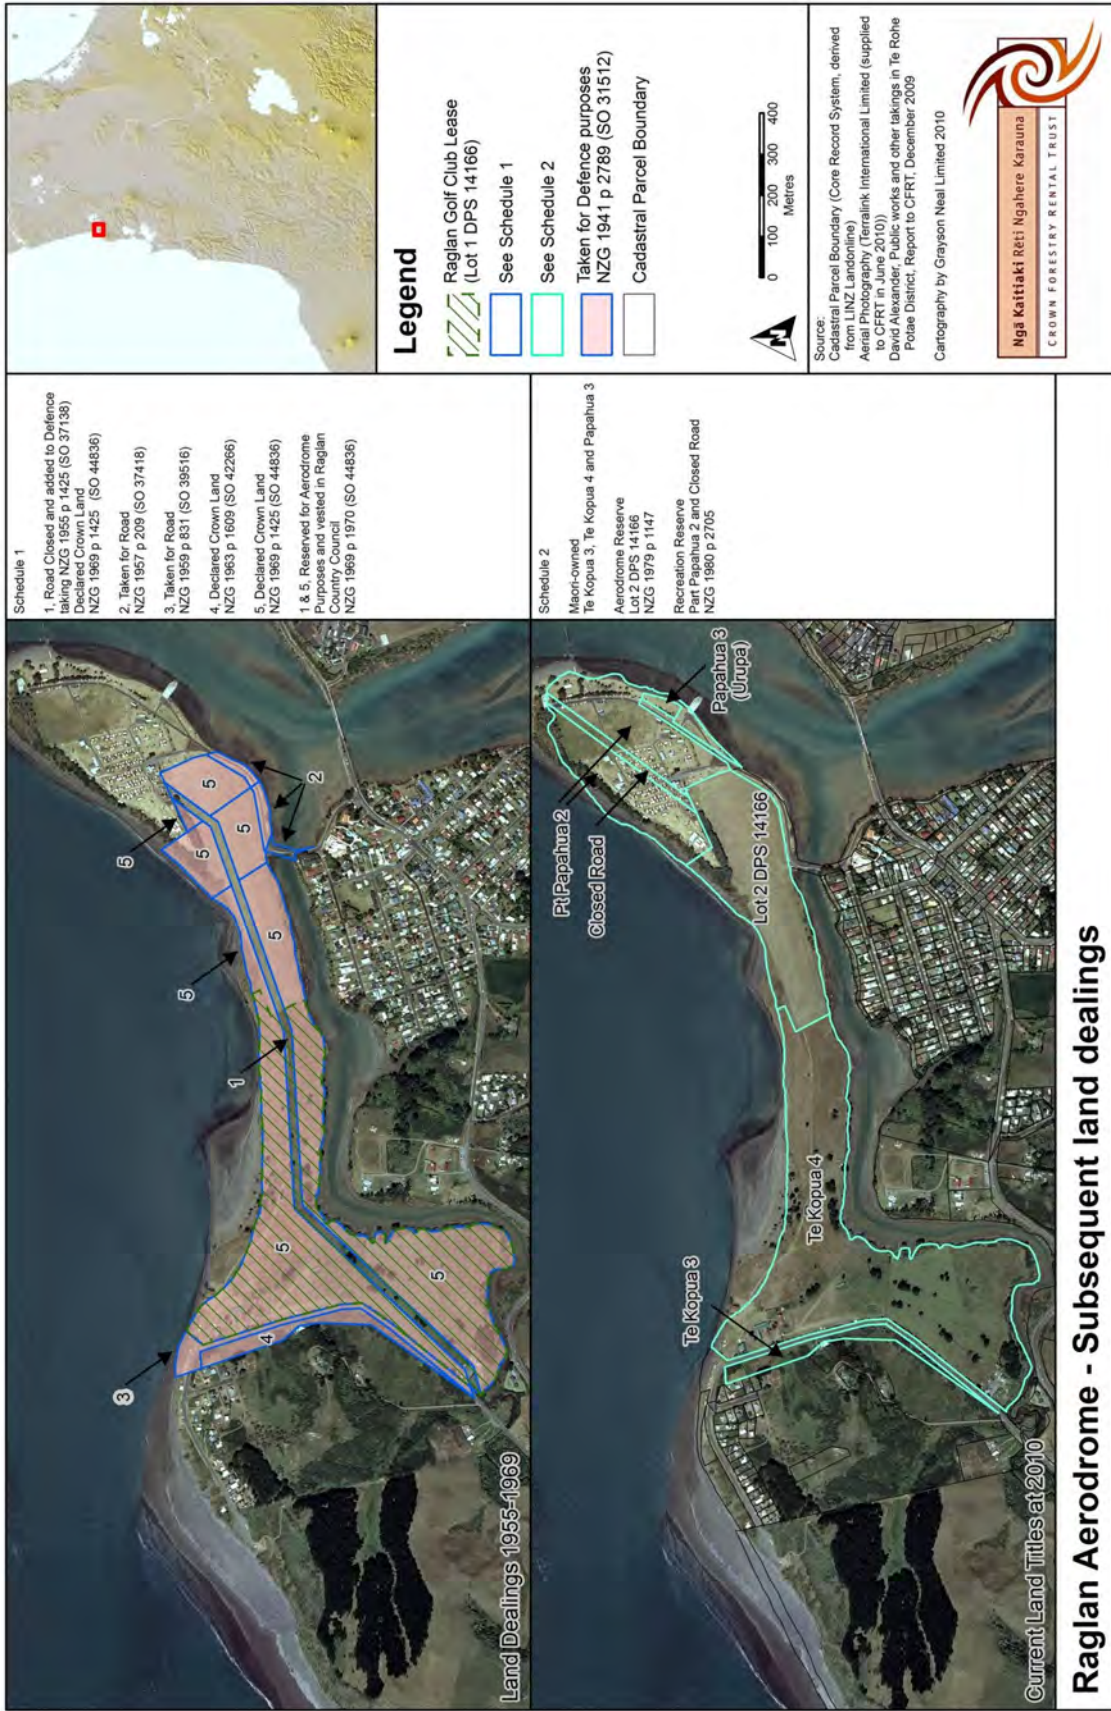 Raglan Aerodrome - Subsequent land dealings
Land Dealings 1955-1969
3
4
5
5
1
5
5
5
5
5
5
2
Schedule 1
1, Road Closed and added to Defence
taking NZG 1955 p 1425 (SO 37138)
Declared Crown Land
NZG 1969 p 1425 (SO 44836)
2, Taken for Road
NZG 1957 p 209 (SO 37418)
3, Taken for Road
NZG 1959 p 831 (SO 39516)
4, Declared Crown Land
NZG 1963 p 1609 (SO 42266)
5, Declared Crown Land
NZG 1969 p 1425 (SO 44836)
1 & 5, Reserved for Aerodrome
Purposes and vested in Raglan
Country Council
NZG 1969 p 1970 (SO 44836)
Current Land Titles at 2010
Te Kopua 3
Te Kopua 4
Lot 2 DPS 14166
Pt Papahua 2
Closed Road
Papahua 3
(Urupa)
Schedule 2
Maori-owned
Te Kopua 3, Te Kopua 4 and Papahua 3
Aerodrome Reserve
Lot 2 DPS 14166
NZG 1979 p 1147
Recreation Reserve
Part Papahua 2 and Closed Road
NZG 1980 p 2705
Legend
Raglan Golf Club Lease
(Lot 1 DPS 14166)
See Schedule 1
See Schedule 2
Taken for Defence purposes
NZG 1941 p 2789 (SO 31512)
Cadastral Parcel Boundary
N
0 100 200 300 400
Metres
Source:
Cadastral Parcel Boundary (Core Record System, derived
from LINZ Landonline)
Aerial Photography (Terralink International Limited (supplied
to CFRT in June 2010))
David Alexander, Public works and other takings in Te Rohe
Potae District, Report to CFRT, December 2009
Cartography by Grayson Neal Limited 2010
Ngā Kaitiaki Rēti Ngahere Karauna
CROWN FORESTRY RENTAL TRUST